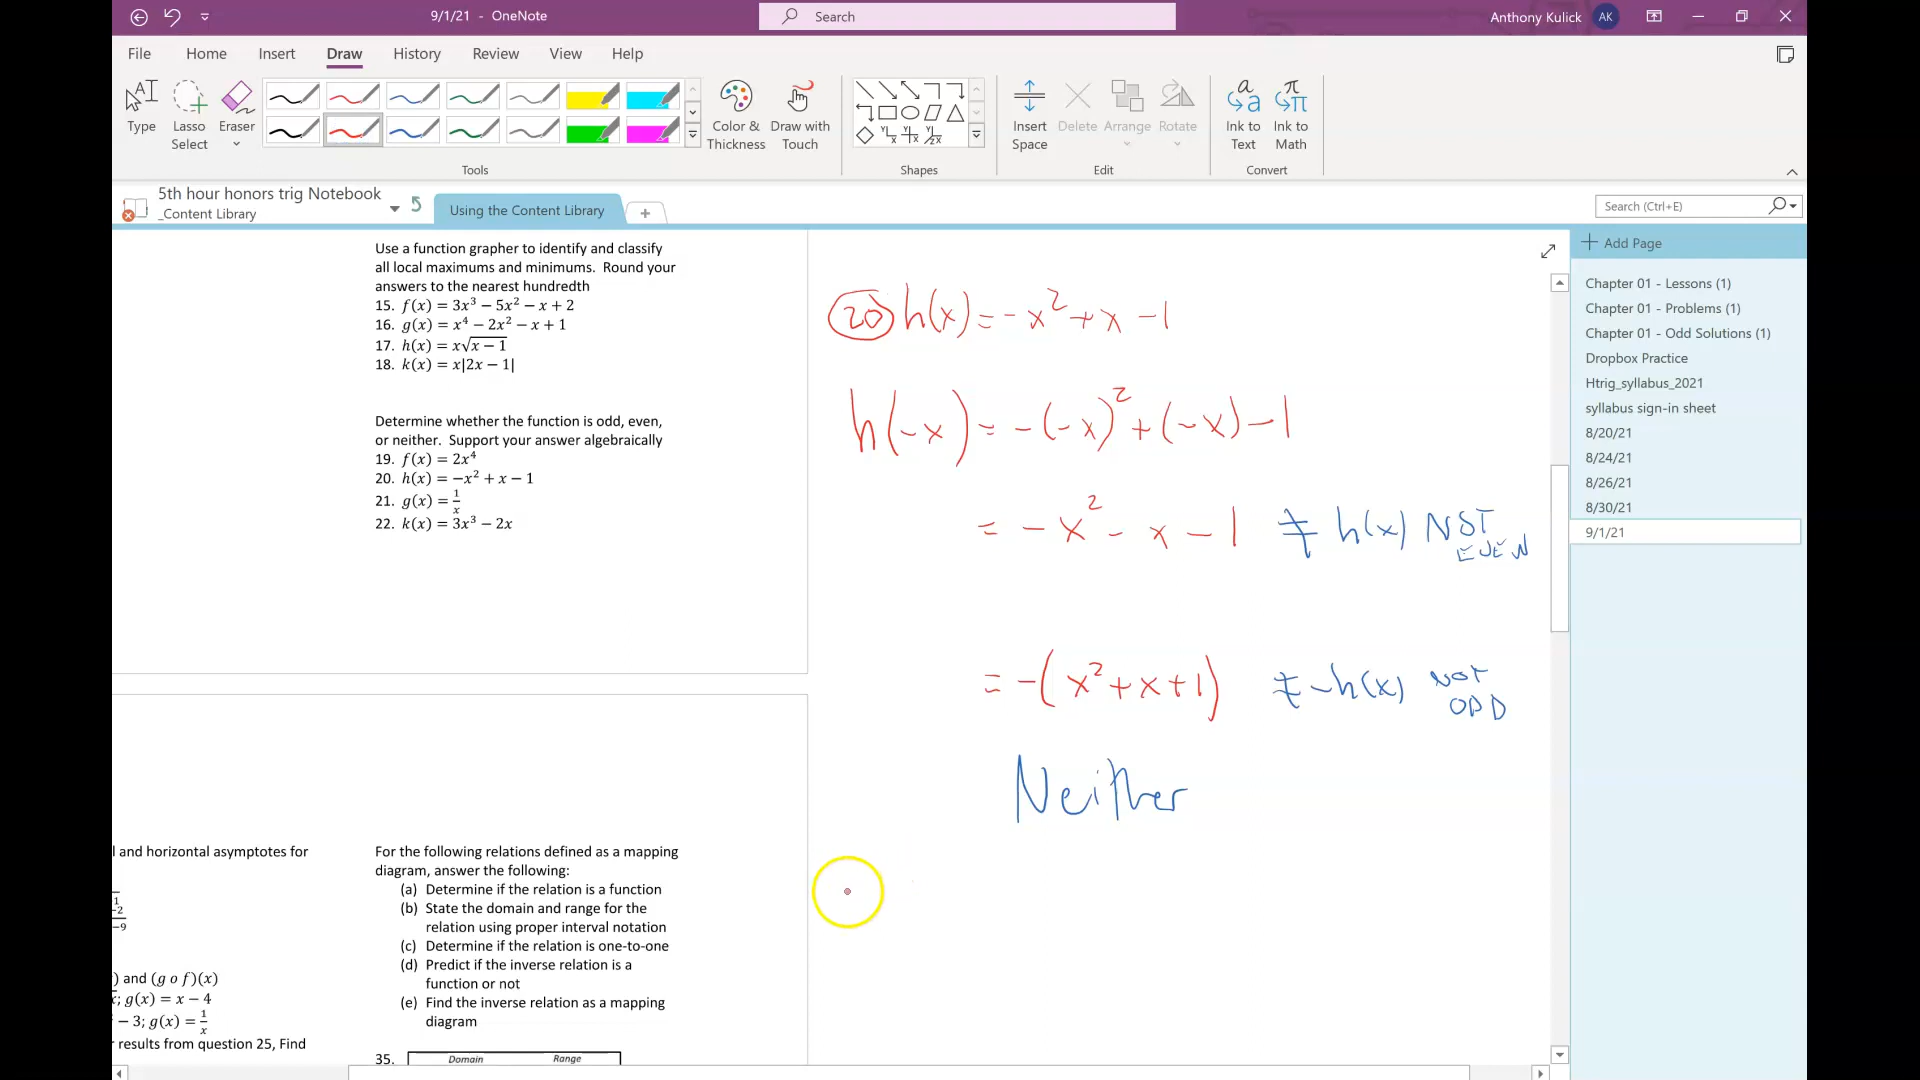 9/1/21 - OneNote
Search
Anthony Kulick
AK
File Home Insert Draw History Review View Help
Type
Lasso Select
Eraser
Color & Thickness
Draw with Touch
Insert Space
Delete
Arrange
Rotate
Ink to Text
Ink to Math
Tools
Shapes
Edit
Convert
5th hour honors trig Notebook
_Content Library
Using the Content Library
Search (Ctrl+E)
Add Page
Chapter 01 - Lessons (1)
Chapter 01 - Problems (1)
Chapter 01 - Odd Solutions (1)
Dropbox Practice
Htrig_syllabus_2021
syllabus sign-in sheet
8/20/21
8/24/21
8/26/21
8/30/21
9/1/21
Use a function grapher to identify and classify
all local maximums and minimums. Round your
answers to the nearest hundredth
15. f(x) = 3x³ − 5x² − x + 2
16. g(x) = x⁴ − 2x² − x + 1
17. h(x) = x√(x − 1)
18. k(x) = x|2x − 1|
Determine whether the function is odd, even,
or neither. Support your answer algebraically
19. f(x) = 2x⁴
20. h(x) = −x² + x − 1
21. g(x) = 1/x
22. k(x) = 3x³ − 2x
20 h(x) = -x² + x - 1
h(-x) = -(-x)² + (-x) - 1
= -x² - x - 1 ≠ h(x) NOT
EVEN
= -(x² + x + 1) ≠ -h(x) NOT
ODD
Neither
l and horizontal asymptotes for
) and (g o f)(x)
; g(x) = x − 4
− 3; g(x) = 1/x
r results from question 25, Find
For the following relations defined as a mapping
diagram, answer the following:
(a) Determine if the relation is a function
(b) State the domain and range for the
relation using proper interval notation
(c) Determine if the relation is one-to-one
(d) Predict if the inverse relation is a
function or not
(e) Find the inverse relation as a mapping
diagram
35. Domain Range